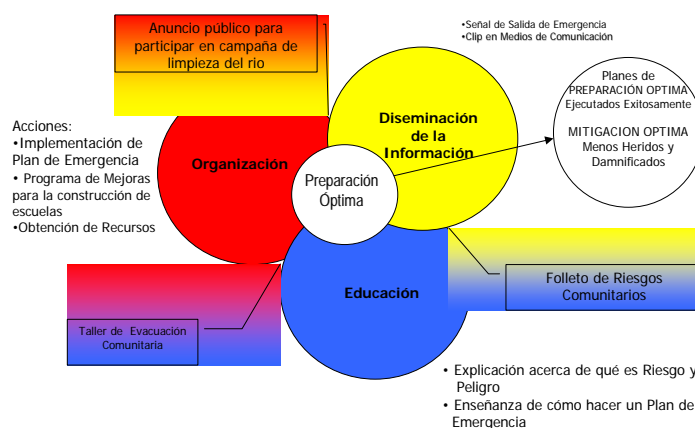 Anuncio público para
participar en campaña de
limpieza del rio
•Señal de Salida de Emergencia
•Clip en Medios de Comunicación
Diseminación
de la
Información
Planes de
PREPARACIÓN OPTIMA
Ejecutados Exitosamente
MITIGACION OPTIMA
Menos Heridos y
Damnificados
Acciones:
•Implementación de
Plan de Emergencia
• Programa de Mejoras
para la construcción de
escuelas
•Obtención de Recursos
Organización
Preparación
Óptima
Educación
Folleto de Riesgos
Comunitarios
Taller de Evacuación
Comunitaria
• Explicación acerca de qué es Riesgo y
Peligro
• Enseñanza de cómo hacer un Plan de
Emergencia